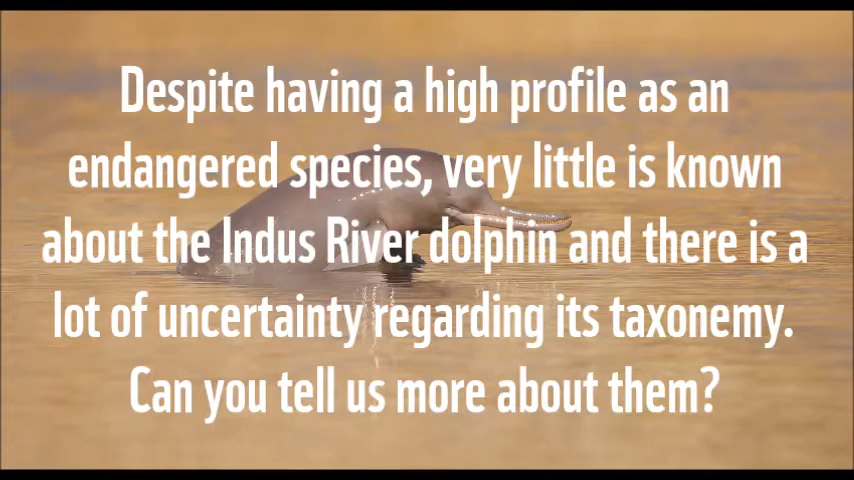 Despite having a high profile as an
endangered species, very little is known
about the Indus River dolphin and there is a
lot of uncertainty regarding its taxonemy.
Can you tell us more about them?